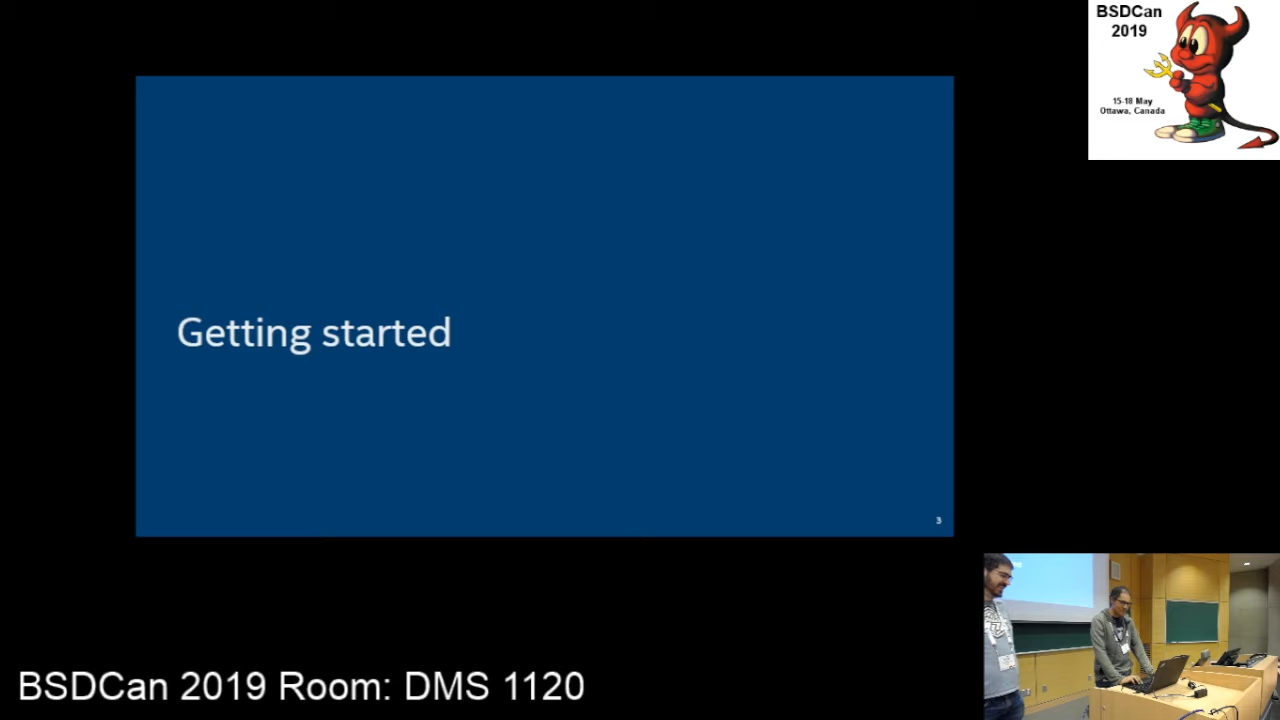 BSDCan
2019
15-18 May
Ottawa, Canada
Getting started
3
BSDCan 2019 Room: DMS 1120